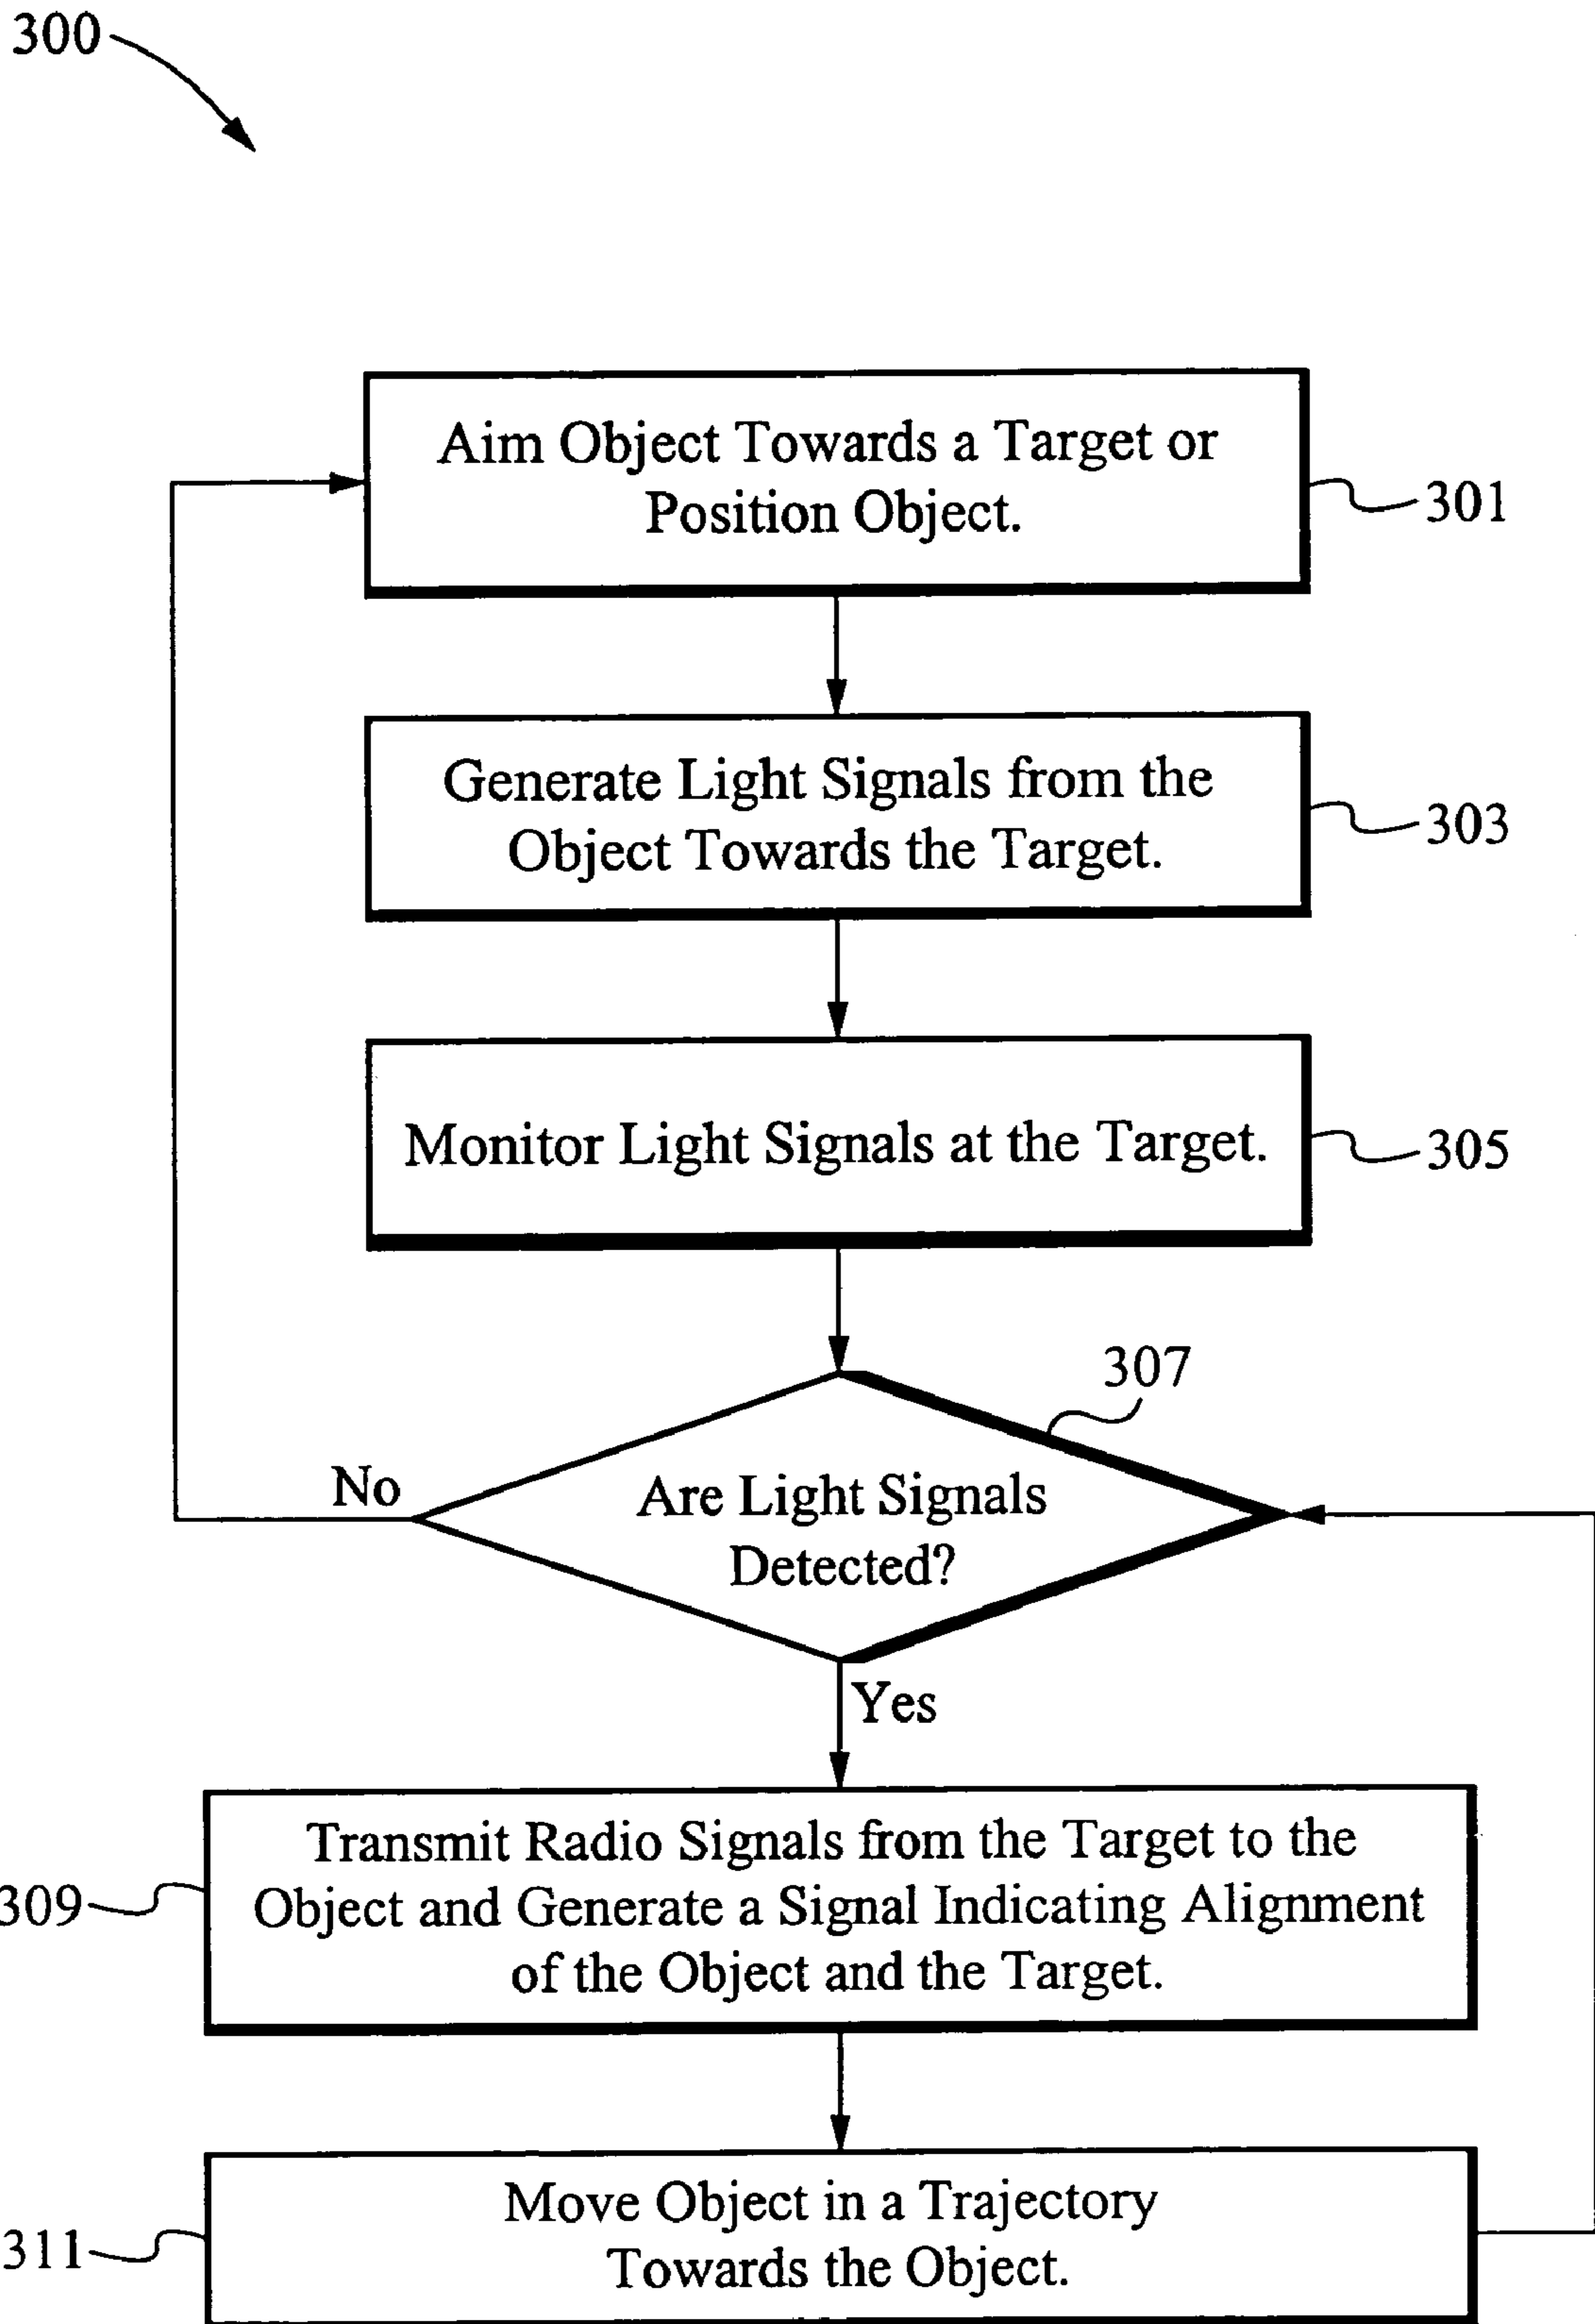 300
Aim Object Towards a Target or
Position Object.
301
Generate Light Signals from the
Object Towards the Target.
303
Monitor Light Signals at the Target.
305
307
No
Are Light Signals
Detected?
Yes
Transmit Radio Signals from the Target to the
Object and Generate a Signal Indicating Alignment
of the Object and the Target.
309
Move Object in a Trajectory
Towards the Object.
311